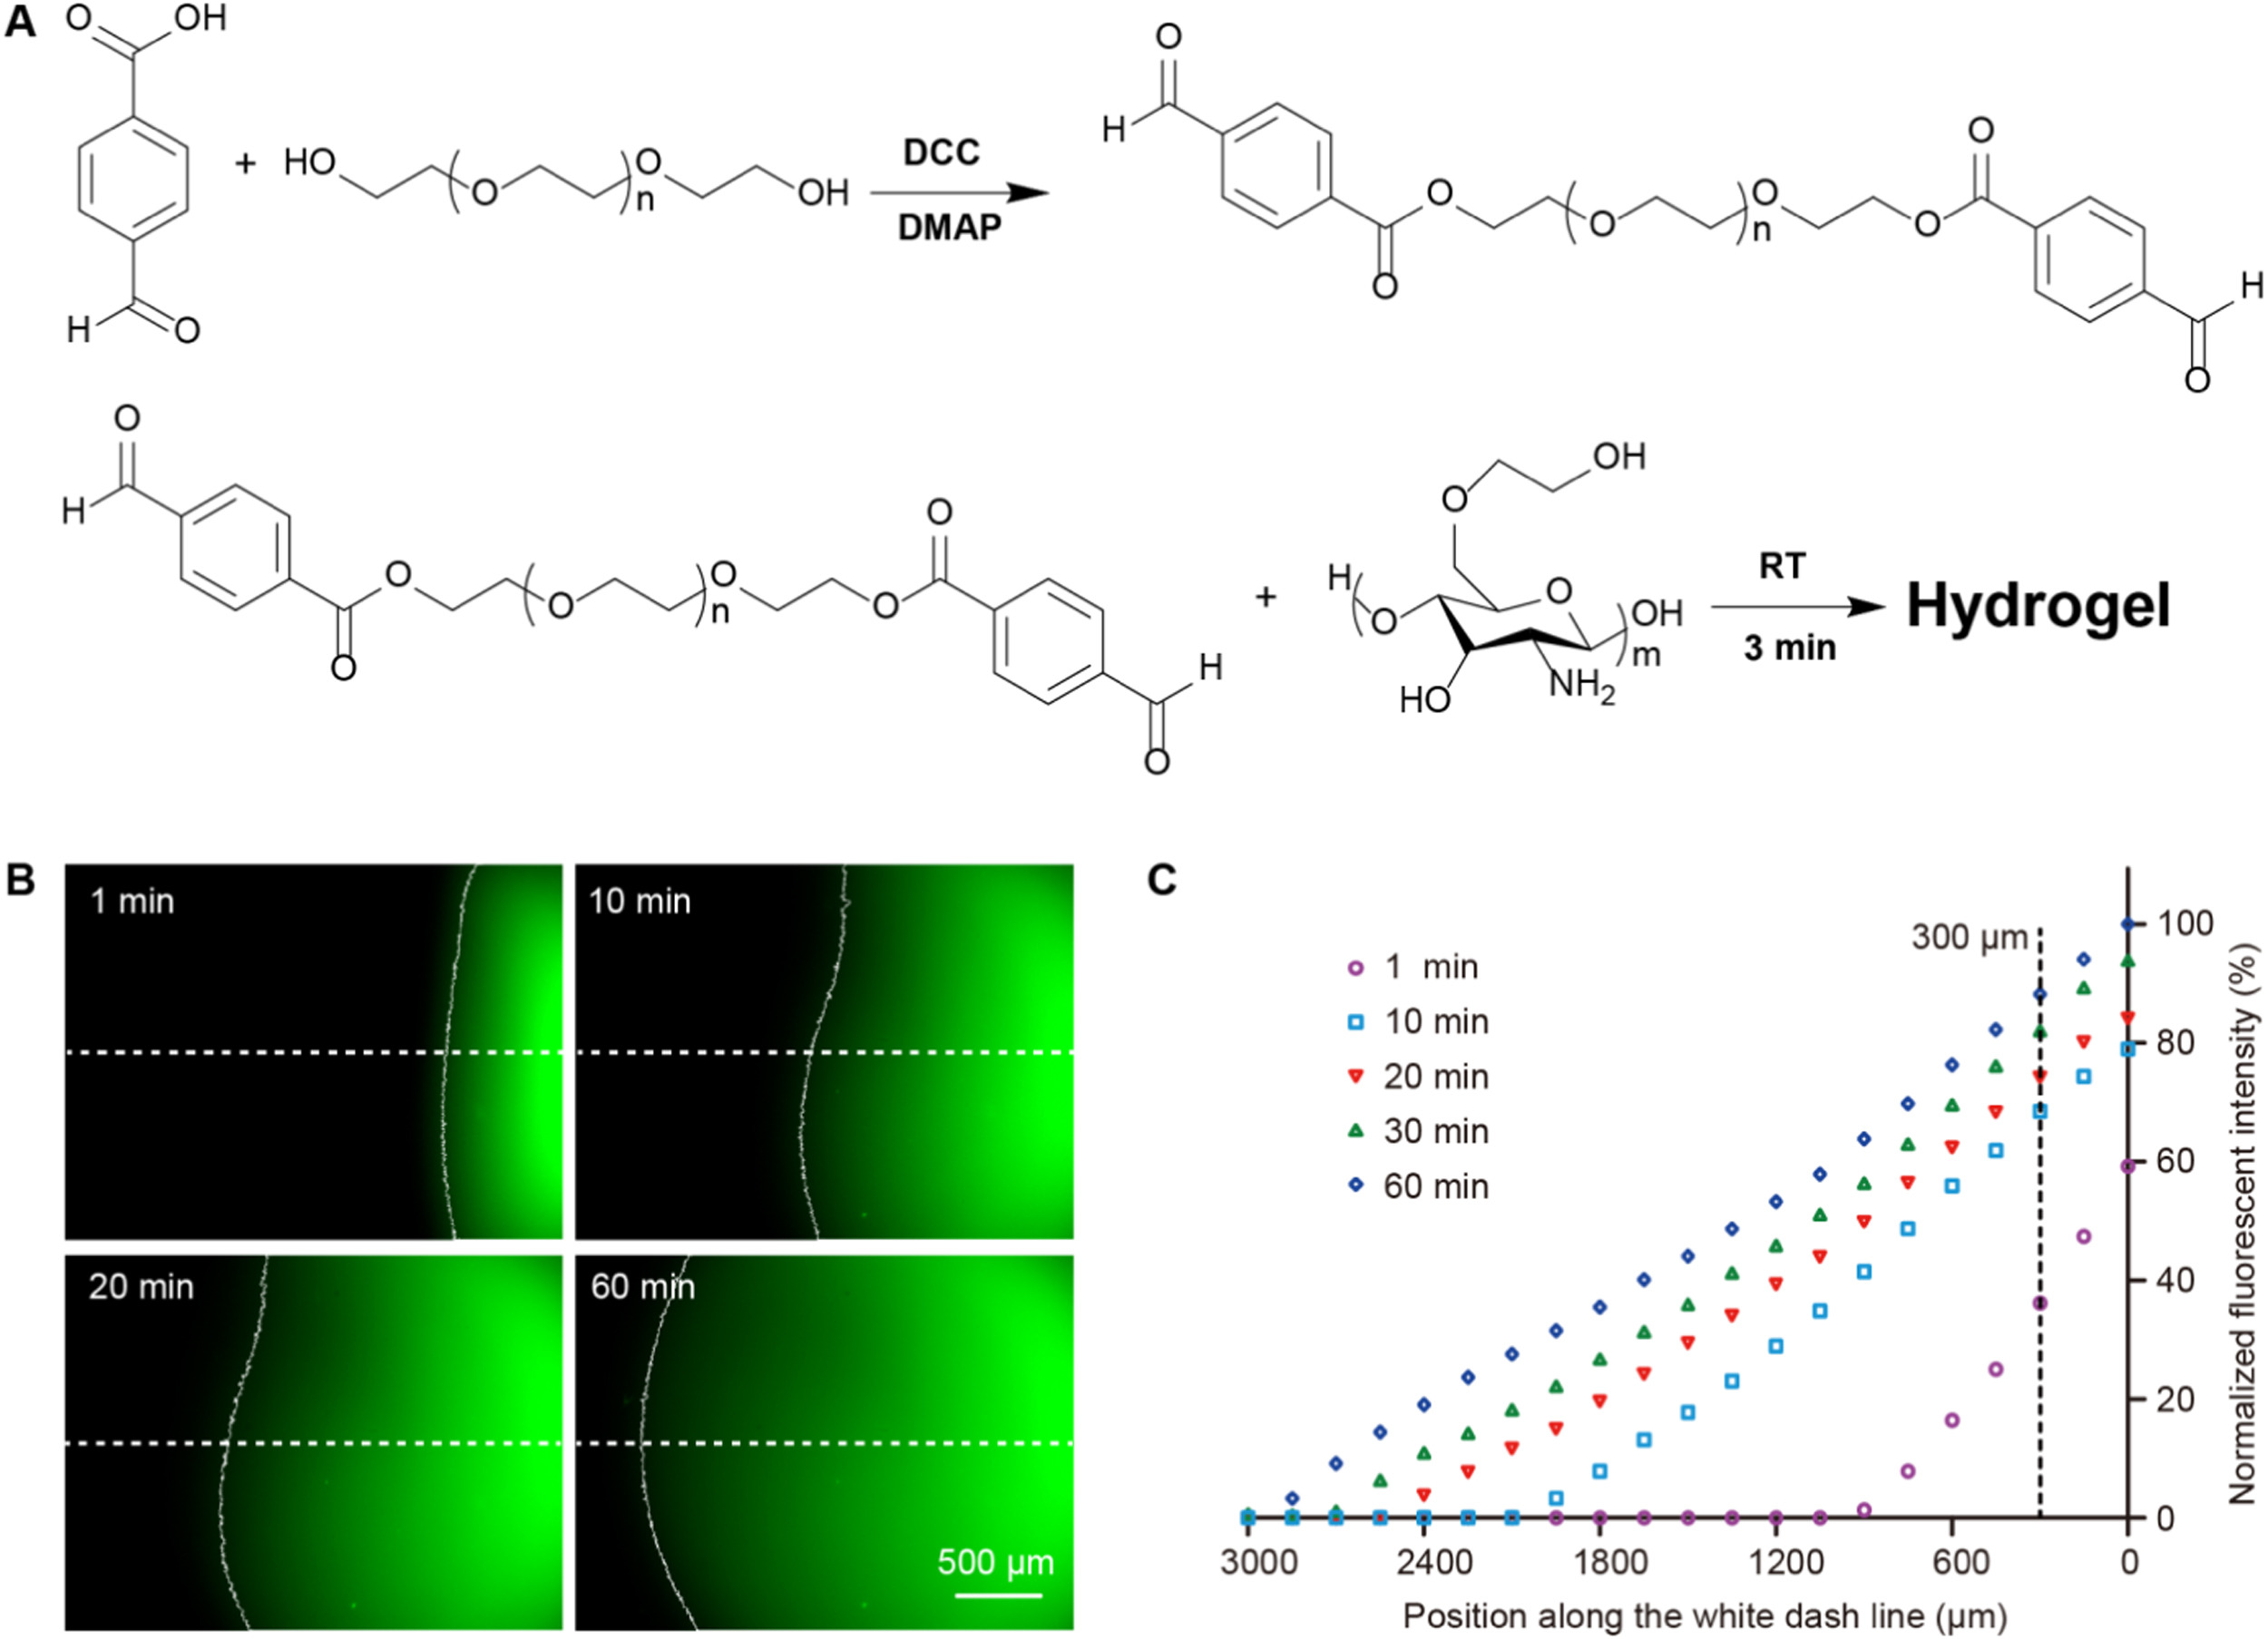 A
O OH
H O
+
HO O n O OH
DCC
DMAP
O
H
O
O
O n O
O
O
H
O
O
H
O
O
O n O
O
O
H
O
+
OH
O
H
O
O
OH
m
HO
NH2
RT
3 min
Hydrogel
B
1 min
10 min
20 min
60 min
500 µm
C
300 µm
1 min
10 min
20 min
30 min
60 min
100
80
60
40
20
0
Normalized fluorescent intensity (%)
3000 2400 1800 1200 600 0
Position along the white dash line (µm)